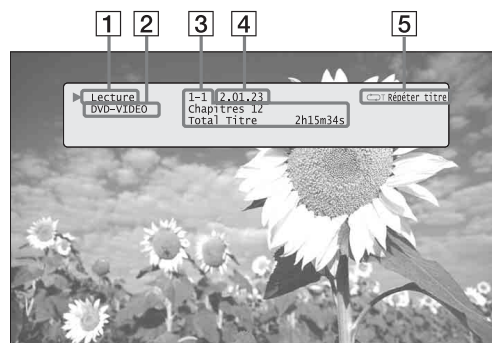 1 2 3 4 5
Lecture 1-1 2.01.23 T Répéter titre
DVD-VIDEO Chapitres 12
Total Titre 2h15m34s